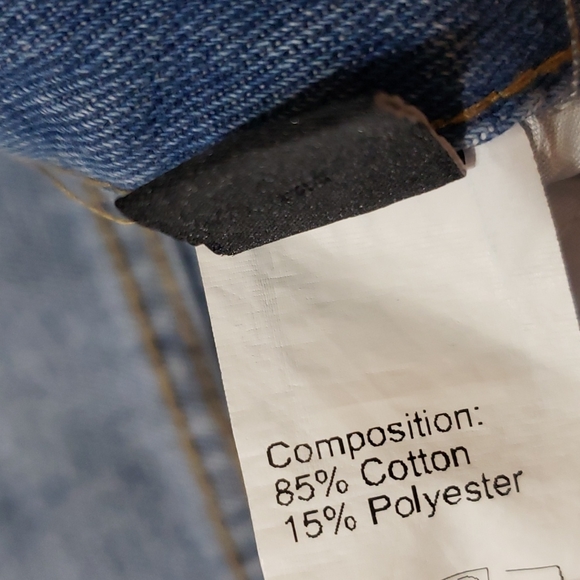 Composition:
85% Cotton
15% Polyester